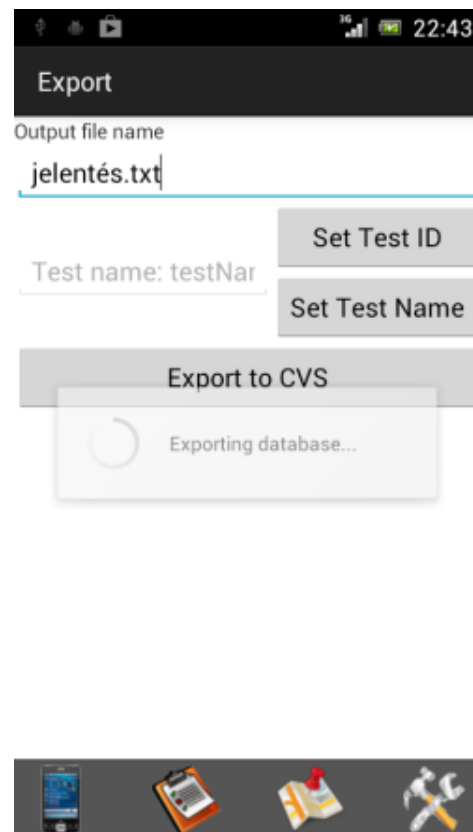 3G 22:43
Export
Output file name
jelentés.txt
Set Test ID
Test name: testNar
Set Test Name
Export to CVS
Exporting database...